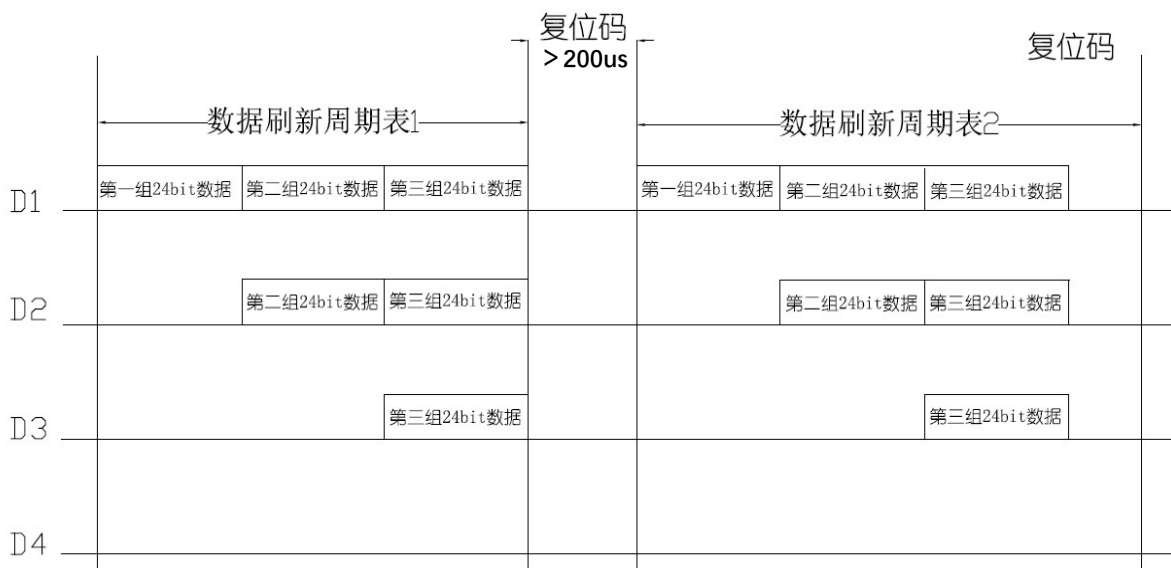 复位码
>200us
复位码
数据刷新周期表1
数据刷新周期表2
D1
第一组24bit数据
第二组24bit数据
第三组24bit数据
第一组24bit数据
第二组24bit数据
第三组24bit数据
D2
第二组24bit数据
第三组24bit数据
第二组24bit数据
第三组24bit数据
D3
第三组24bit数据
第三组24bit数据
D4